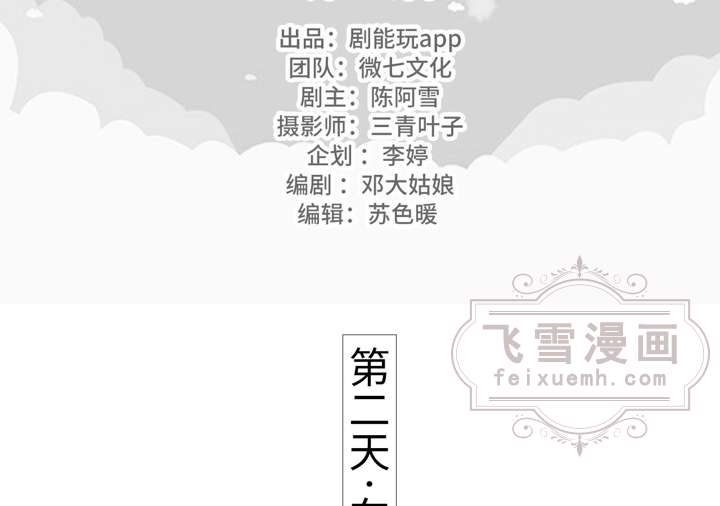 出品：剧能玩app
团队：微七文化
剧主：陈阿雪
摄影师：三青叶子
企划：李婷
编剧：邓大姑娘
编辑：苏色暖
飞雪漫画
feixuemh.com
第二天·